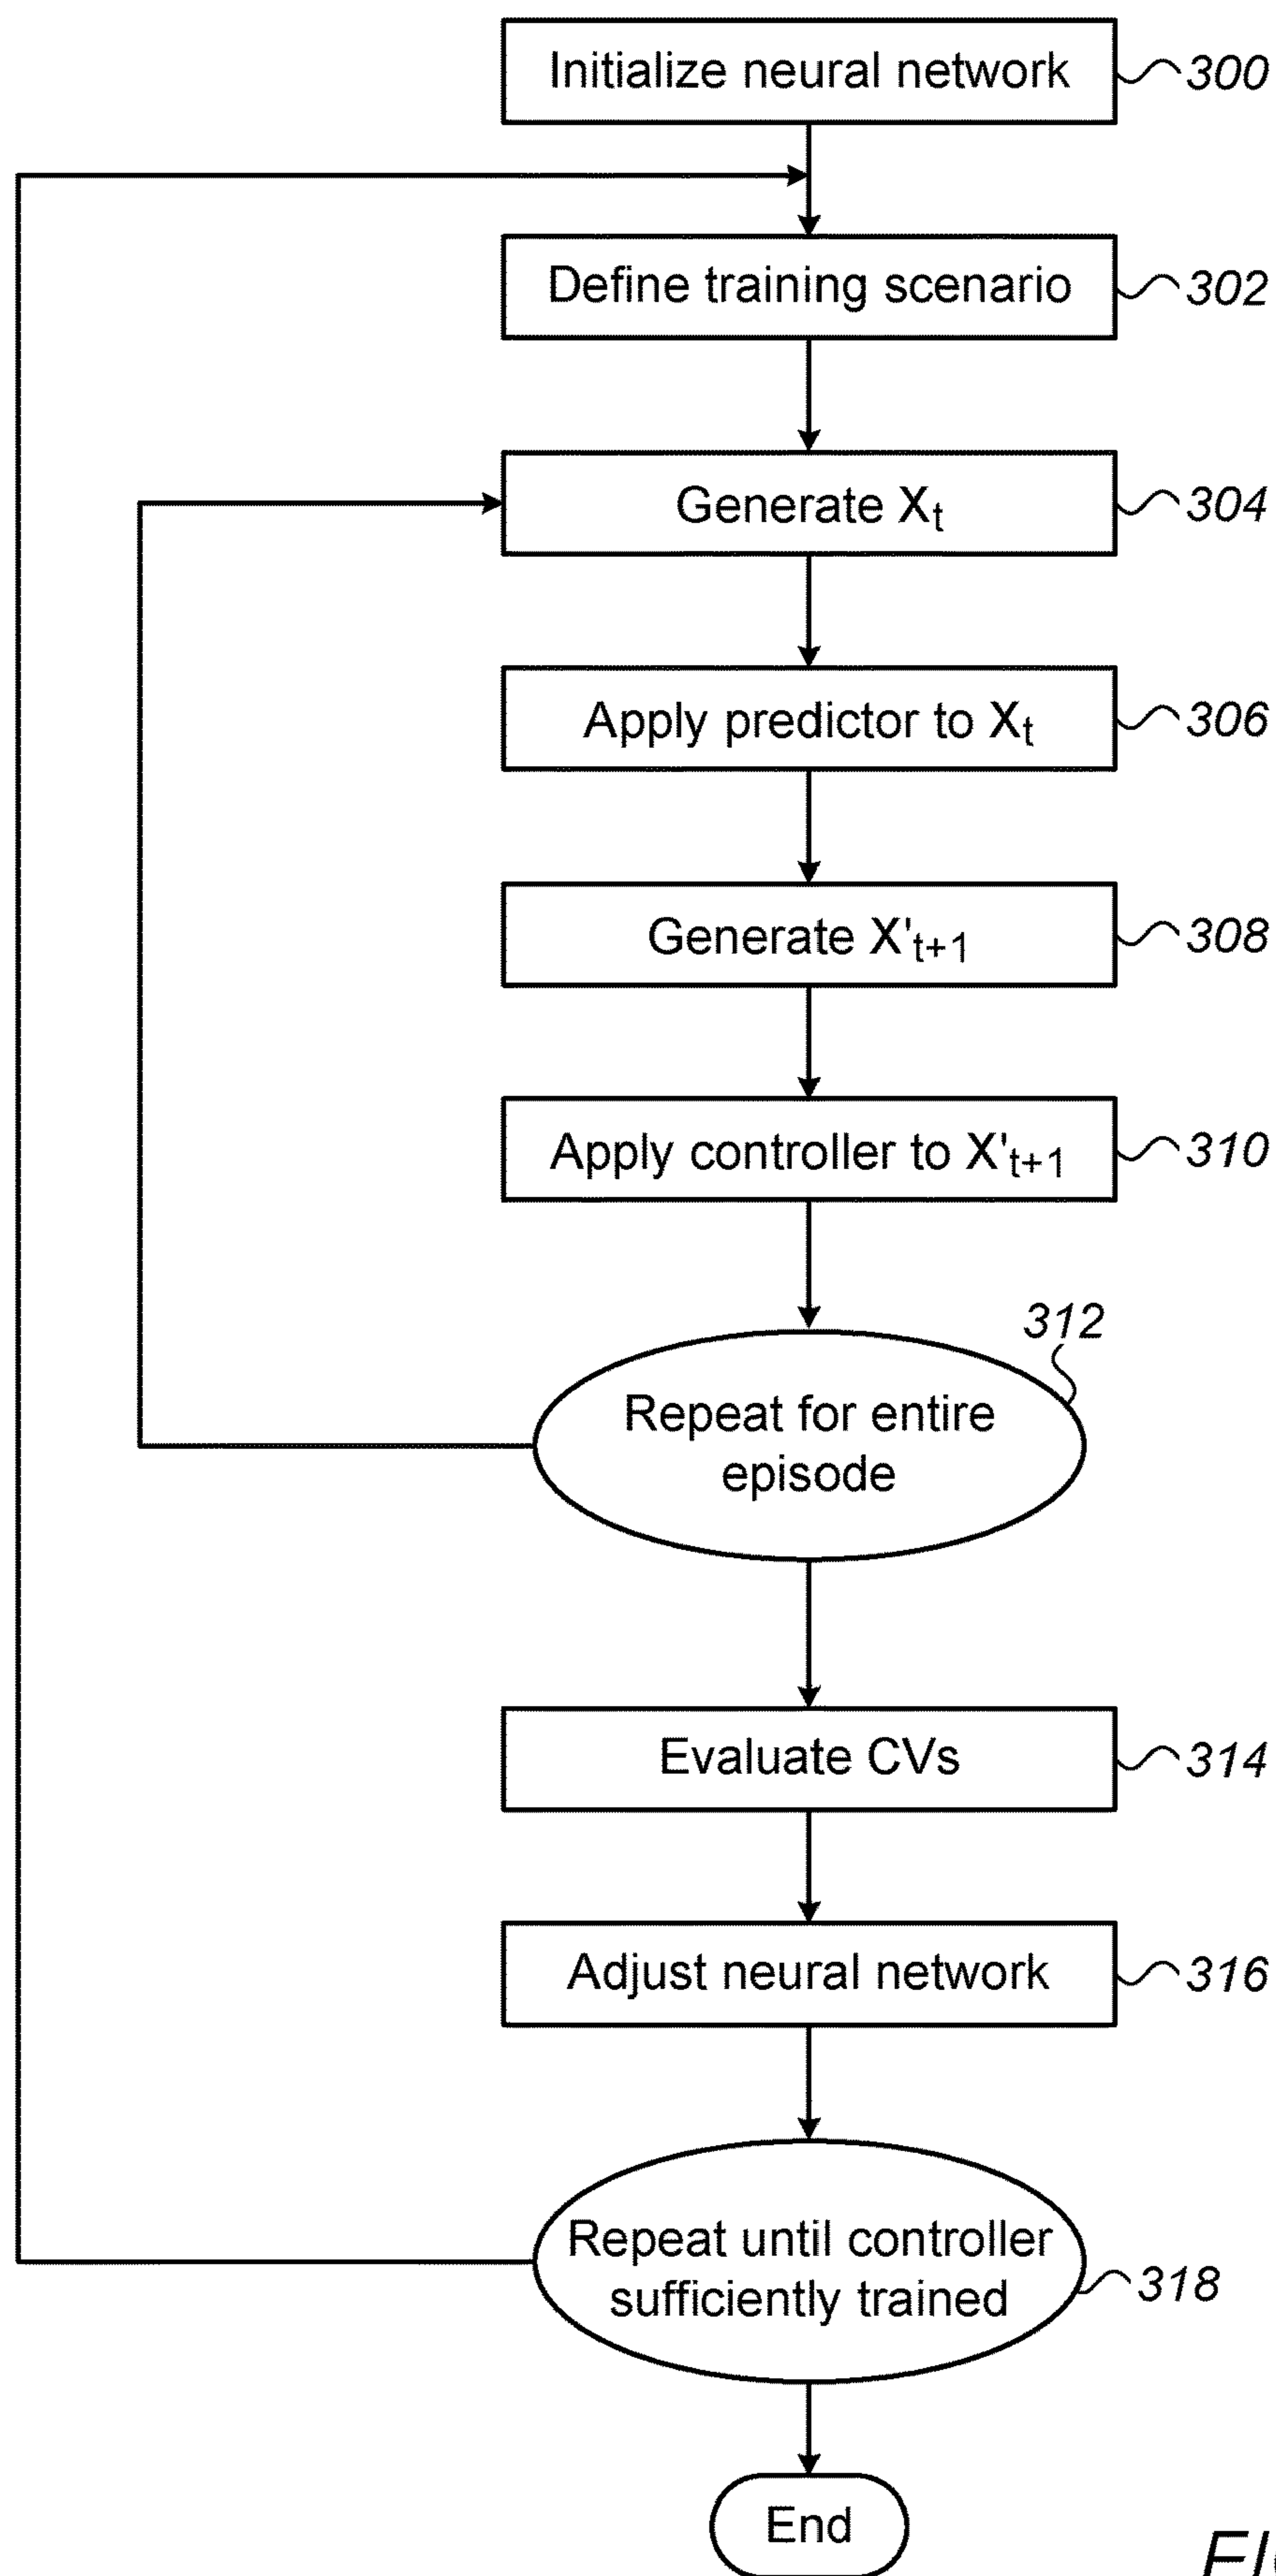 Initialize neural network
300
Define training scenario
302
Generate Xt
304
Apply predictor to Xt
306
Generate X't+1
308
Apply controller to X't+1
310
312
Repeat for entire
episode
Evaluate CVs
314
Adjust neural network
316
Repeat until controller
sufficiently trained
318
End